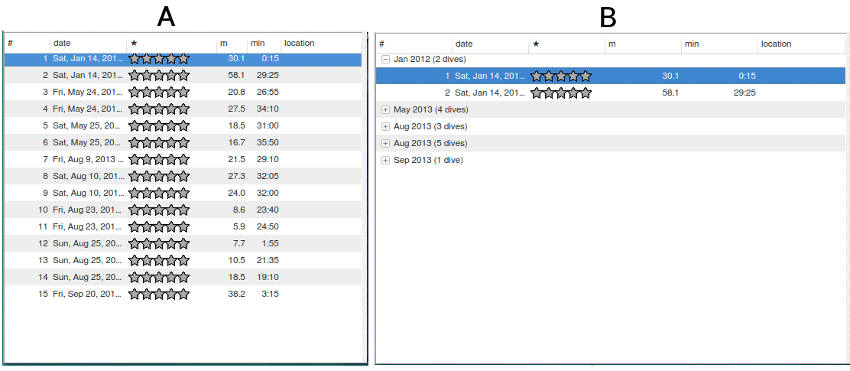 A
# date ★ m min location
1 Sat, Jan 14, 201... 30.1 0:15
2 Sat, Jan 14, 201... 58.1 29:25
3 Fri, May 24, 201... 20.8 26:55
4 Fri, May 24, 201... 27.5 34:10
5 Sat, May 25, 20... 18.5 31:00
6 Sat, May 25, 20... 16.7 35:50
7 Fri, Aug 9, 2013 ... 21.5 29:10
8 Sat, Aug 10, 201... 27.3 32:05
9 Sat, Aug 10, 201... 24.0 32:00
10 Fri, Aug 23, 201... 8.6 23:40
11 Fri, Aug 23, 201... 5.9 24:50
12 Sun, Aug 25, 20... 7.7 1:55
13 Sun, Aug 25, 20... 10.5 21:35
14 Sun, Aug 25, 20... 18.5 19:10
15 Fri, Sep 20, 201... 38.2 3:15
B
# date ★ m min location
Jan 2012 (2 dives)
1 Sat, Jan 14, 201... 30.1 0:15
2 Sat, Jan 14, 201... 58.1 29:25
May 2013 (4 dives)
Aug 2013 (3 dives)
Aug 2013 (5 dives)
Sep 2013 (1 dive)